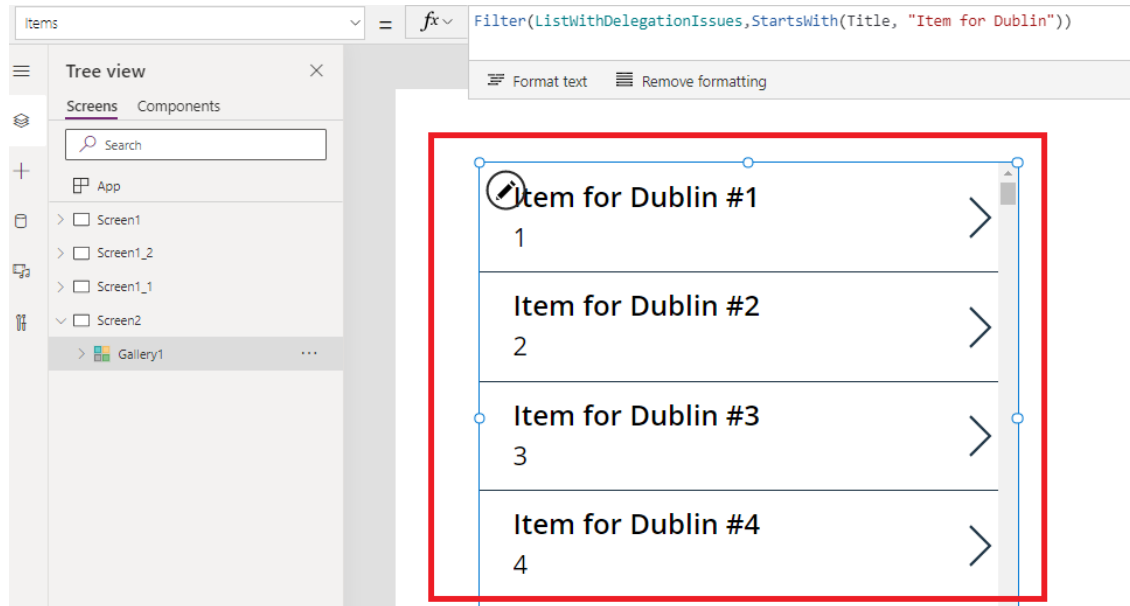 Items
=
fx
Filter(ListWithDelegationIssues,StartsWith(Title, "Item for Dublin"))
Format text
Remove formatting
Tree view
Screens
Components
Search
App
Screen1
Screen1_2
Screen1_1
Screen2
Gallery1
Item for Dublin #1
1
Item for Dublin #2
2
Item for Dublin #3
3
Item for Dublin #4
4